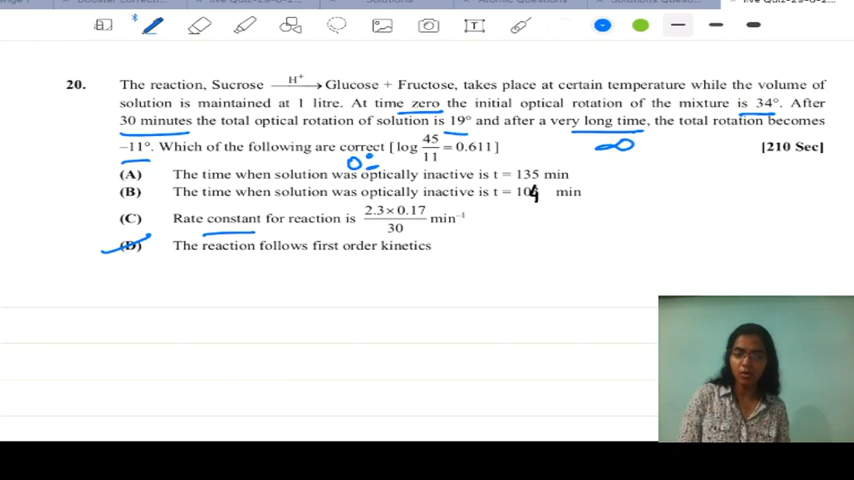 20. The reaction, Sucrose H⁺ → Glucose + Fructose, takes place at certain temperature while the volume of
solution is maintained at 1 litre. At time zero the initial optical rotation of the mixture is 34°. After
30 minutes the total optical rotation of solution is 19° and after a very long time, the total rotation becomes
–11°. Which of the following are correct [log 45/11 = 0.611] [210 Sec]
0° ∞
(A) The time when solution was optically inactive is t = 135 min
(B) The time when solution was optically inactive is t = 104 min
(C) Rate constant for reaction is 2.3 × 0.17/30 min⁻¹
(D) The reaction follows first order kinetics